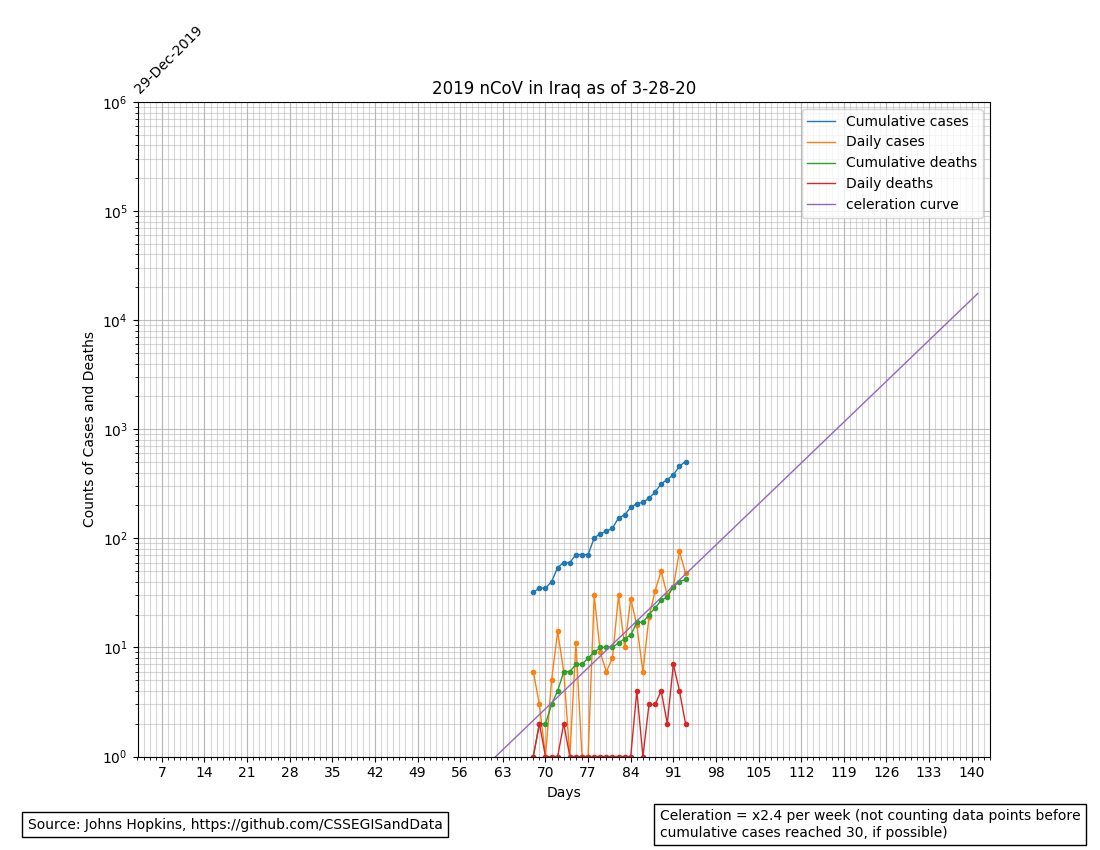 29-Dec-2019
2019 nCoV in Iraq as of 3-28-20
Cumulative cases
Daily cases
Cumulative deaths
Daily deaths
celeration curve
10^6
10^5
10^4
10^3
10^2
10^1
10^0
Counts of Cases and Deaths
7 14 21 28 35 42 49 56 63 70 77 84 91 98 105 112 119 126 133 140
Days
Source: Johns Hopkins, https://github.com/CSSEGISandData
Celeration = x2.4 per week (not counting data points before
cumulative cases reached 30, if possible)